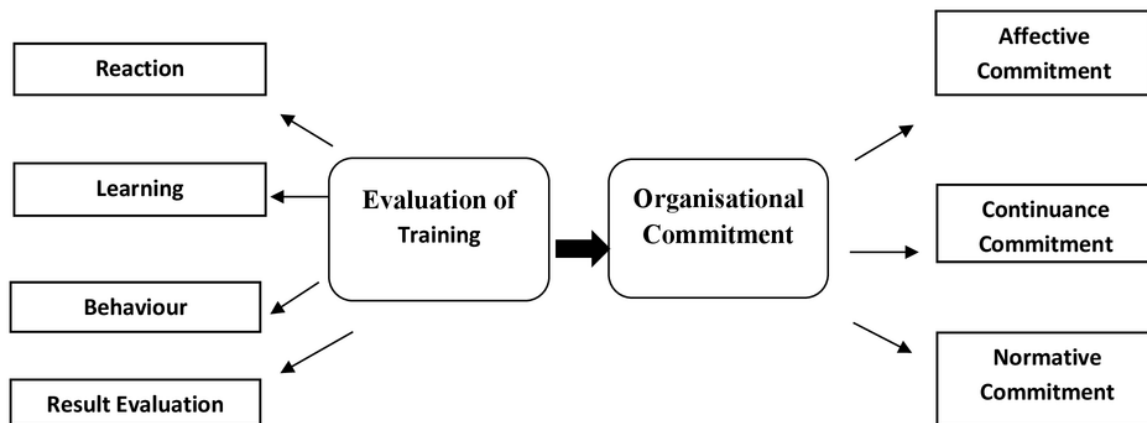 Reaction
Learning
Behaviour
Result Evaluation
Evaluation of
Training
Organisational
Commitment
Affective
Commitment
Continuance
Commitment
Normative
Commitment